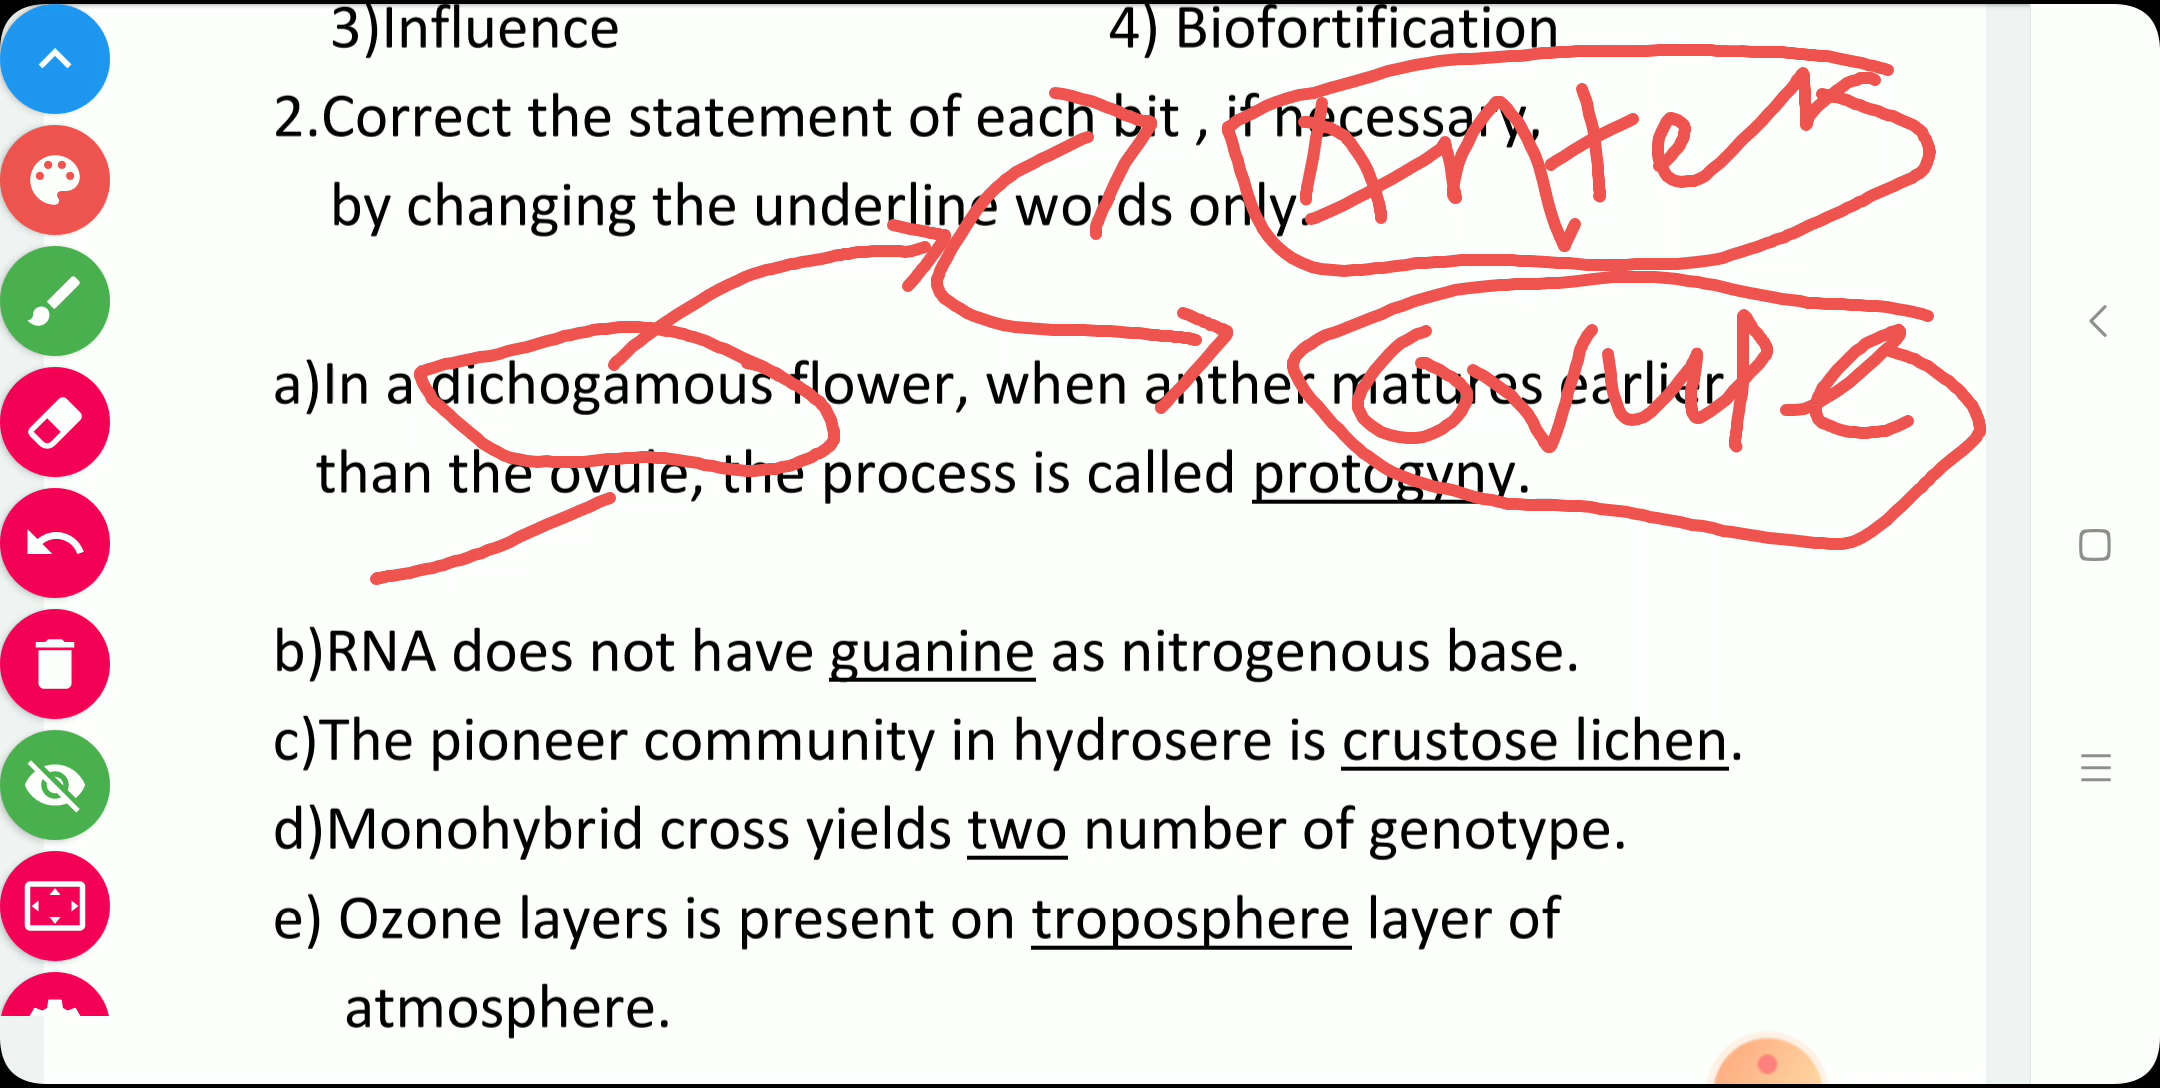 3)Influence 4) Biofortification
2.Correct the statement of each bit , if necessary,
by changing the underline words only.
Anter
a)In a dichogamous flower, when anther matures earlier
ovule
than the ovule, the process is called protogyny.
b)RNA does not have guanine as nitrogenous base.
c)The pioneer community in hydrosere is crustose lichen.
d)Monohybrid cross yields two number of genotype.
e) Ozone layers is present on troposphere layer of
atmosphere.